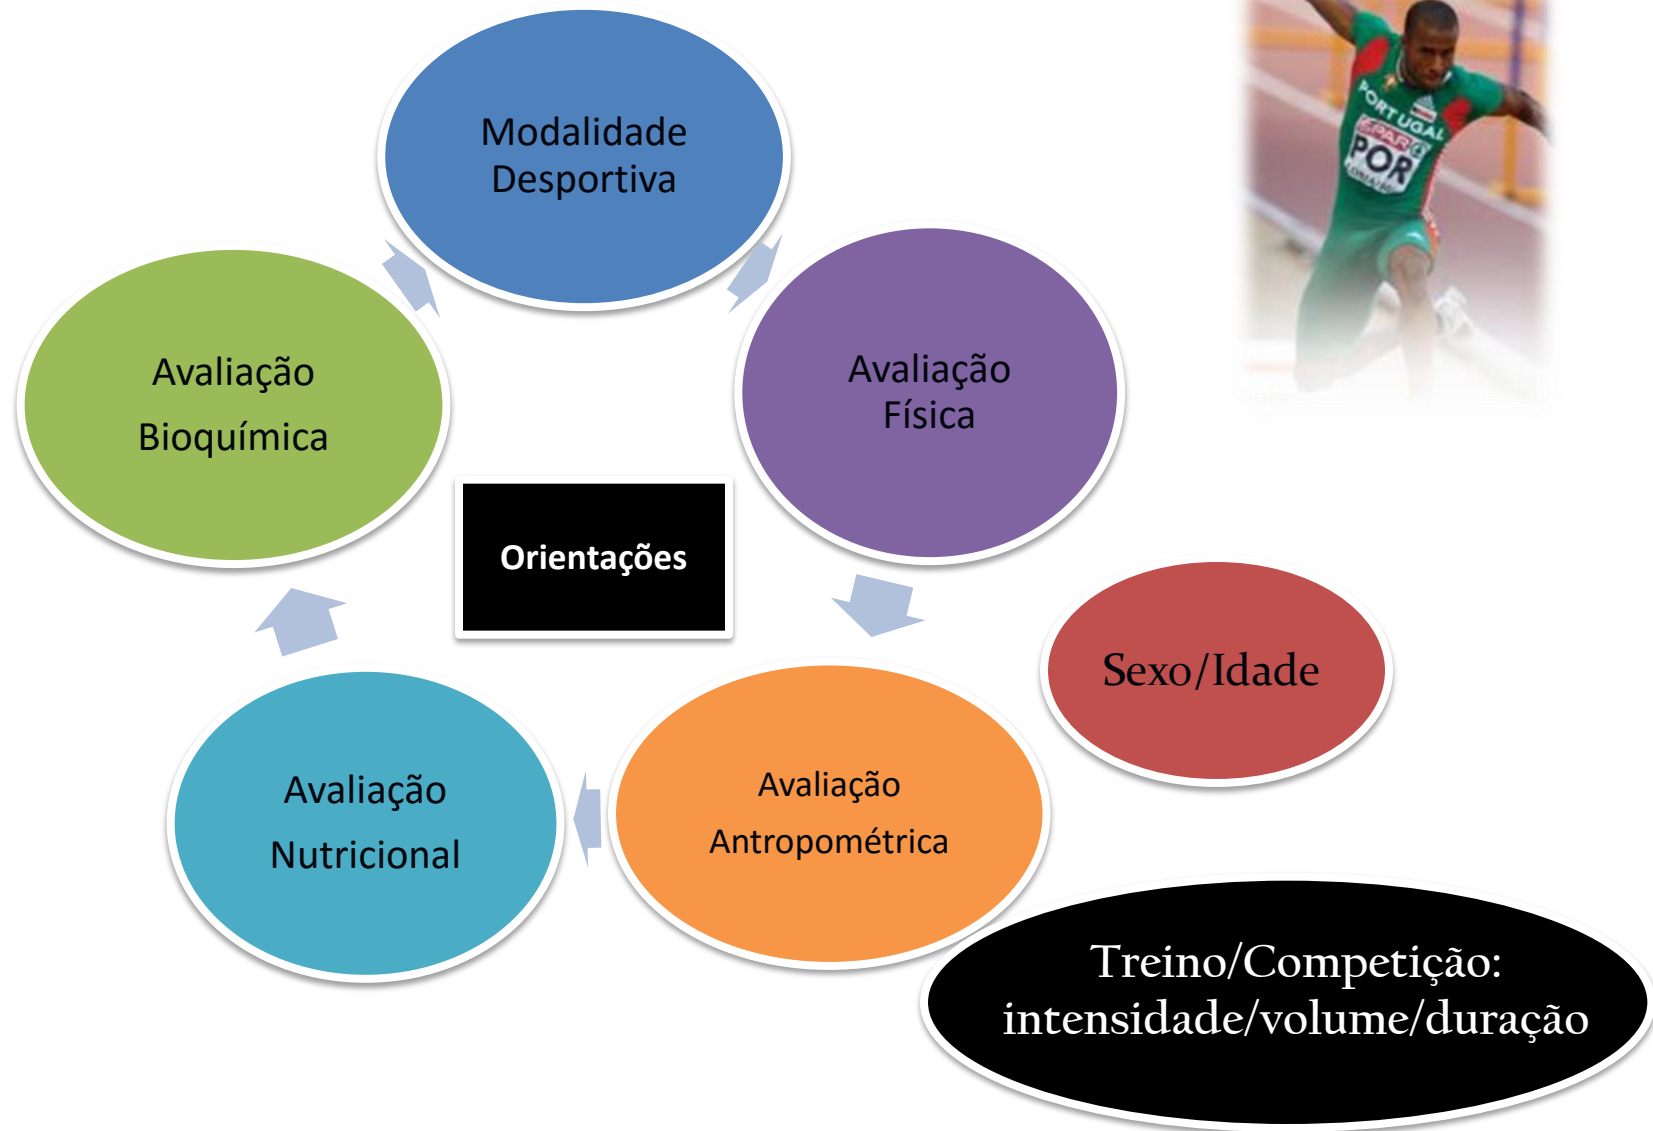 Modalidade
Desportiva
PORTUGAL
SPAR
POR
Avaliação
Bioquímica
Avaliação
Física
Orientações
Sexo/Idade
Avaliação
Nutricional
Avaliação
Antropométrica
Treino/Competição:
intensidade/volume/duração